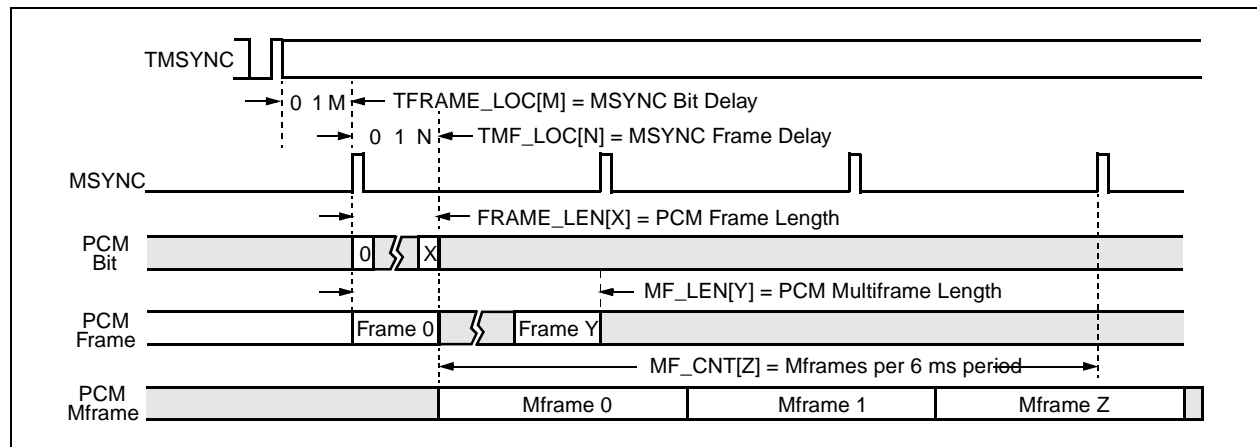 TMSYNC
0 1 M TFRAME_LOC[M] = MSYNC Bit Delay
0 1 N TMF_LOC[N] = MSYNC Frame Delay
MSYNC
FRAME_LEN[X] = PCM Frame Length
PCM
Bit
0 X
MF_LEN[Y] = PCM Multiframe Length
PCM
Frame
Frame 0 Frame Y
MF_CNT[Z] = Mframes per 6 ms period
PCM
Mframe
Mframe 0 Mframe 1 Mframe Z